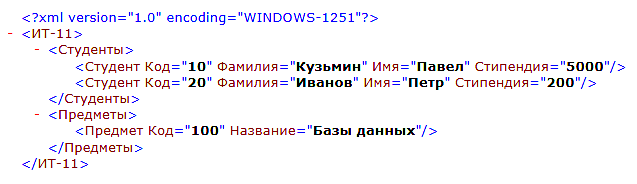 <?xml version="1.0" encoding="WINDOWS-1251"?>
- <ИТ-11>
- <Студенты>
<Студент Код="10" Фамилия="Кузьмин" Имя="Павел" Стипендия="5000"/>
<Студент Код="20" Фамилия="Иванов" Имя="Петр" Стипендия="200"/>
</Студенты>
- <Предметы>
<Предмет Код="100" Название="Базы данных"/>
</Предметы>
</ИТ-11>